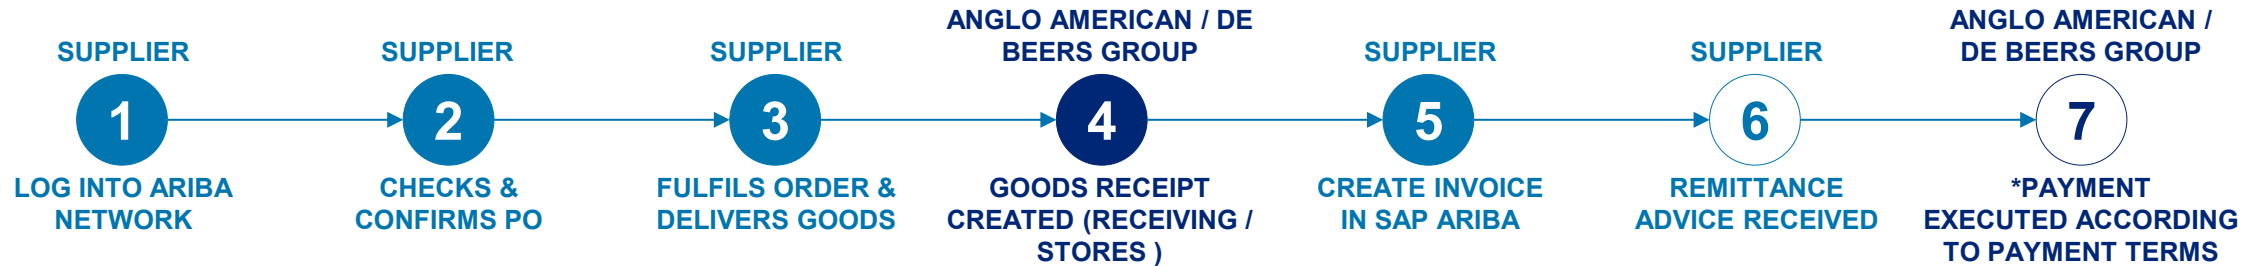 SUPPLIER
1
LOG INTO ARIBA
NETWORK
SUPPLIER
2
CHECKS &
CONFIRMS PO
SUPPLIER
3
FULFILS ORDER &
DELIVERS GOODS
ANGLO AMERICAN / DE
BEERS GROUP
4
GOODS RECEIPT
CREATED (RECEIVING /
STORES )
SUPPLIER
5
CREATE INVOICE
IN SAP ARIBA
SUPPLIER
6
REMITTANCE
ADVICE RECEIVED
ANGLO AMERICAN /
DE BEERS GROUP
7
*PAYMENT
EXECUTED ACCORDING
TO PAYMENT TERMS